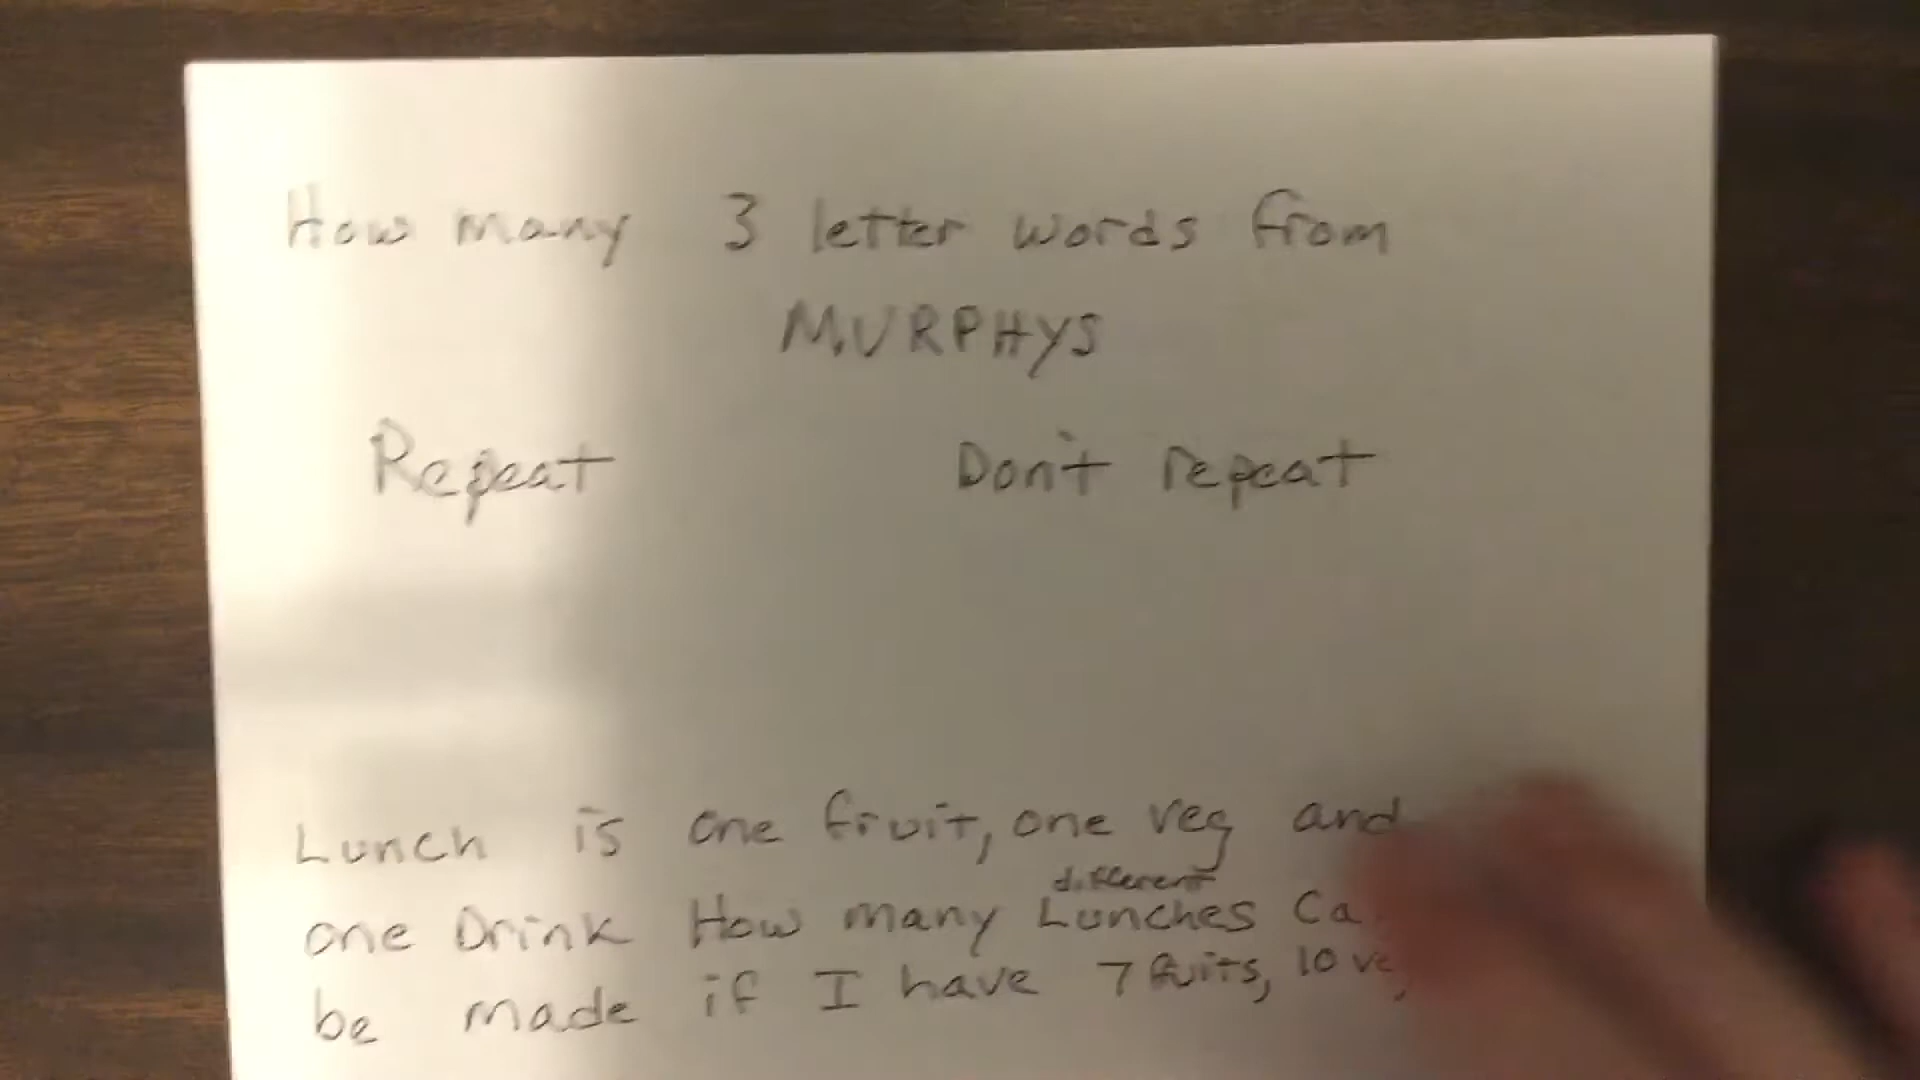 How many 3 letter words from
MURPHYS
Repeat Don't repeat
Lunch is one fruit, one veg and
different
one Drink How many Lunches
be made if I have 7 fuits, 10